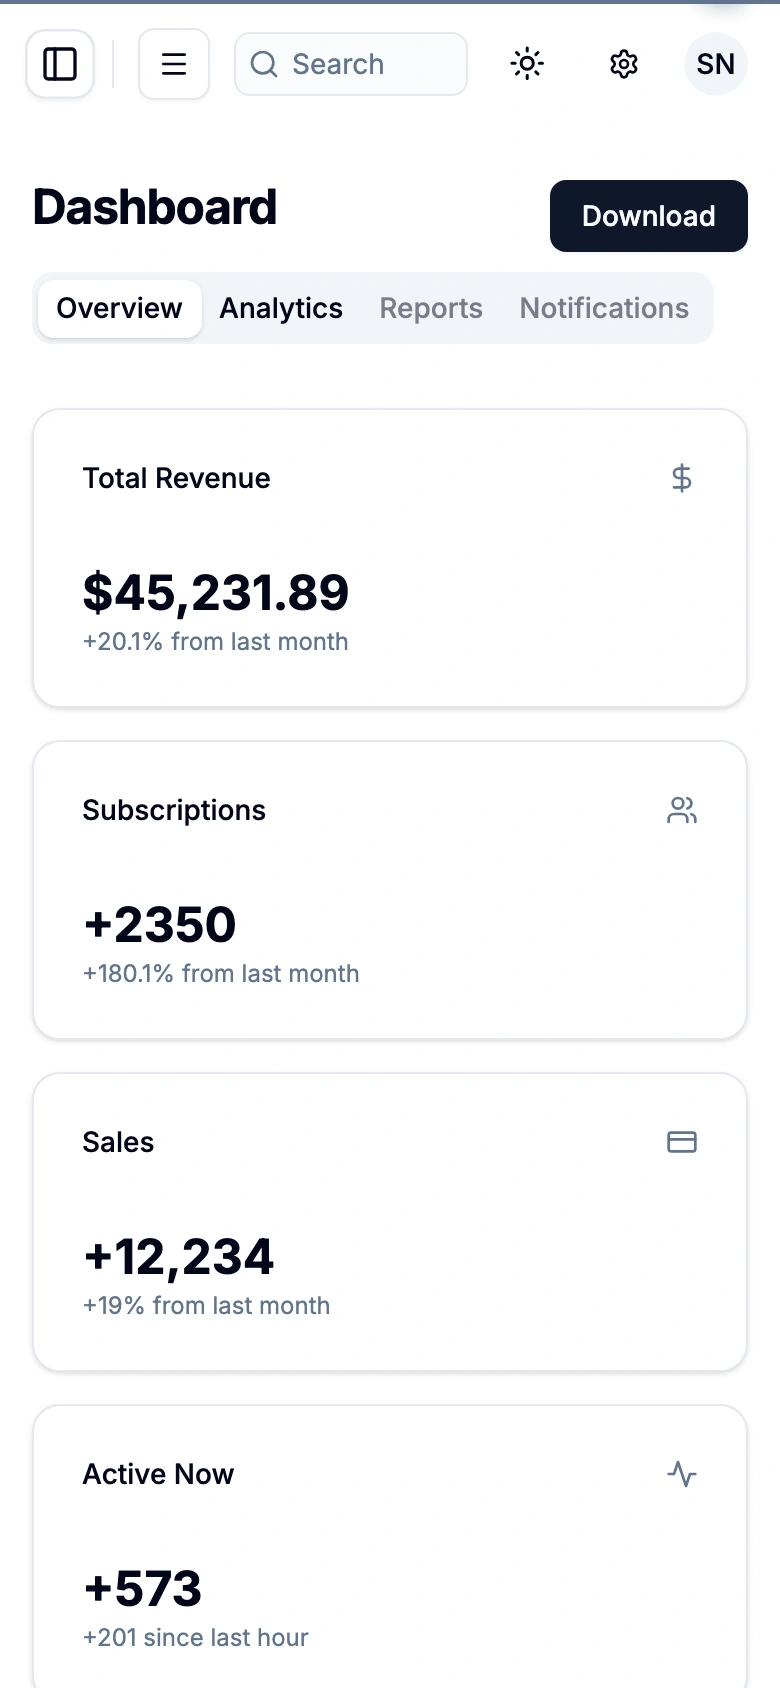 Search
SN
Dashboard
Download
Overview Analytics Reports Notifications
Total Revenue
$45,231.89
+20.1% from last month
Subscriptions
+2350
+180.1% from last month
Sales
+12,234
+19% from last month
Active Now
+573
+201 since last hour